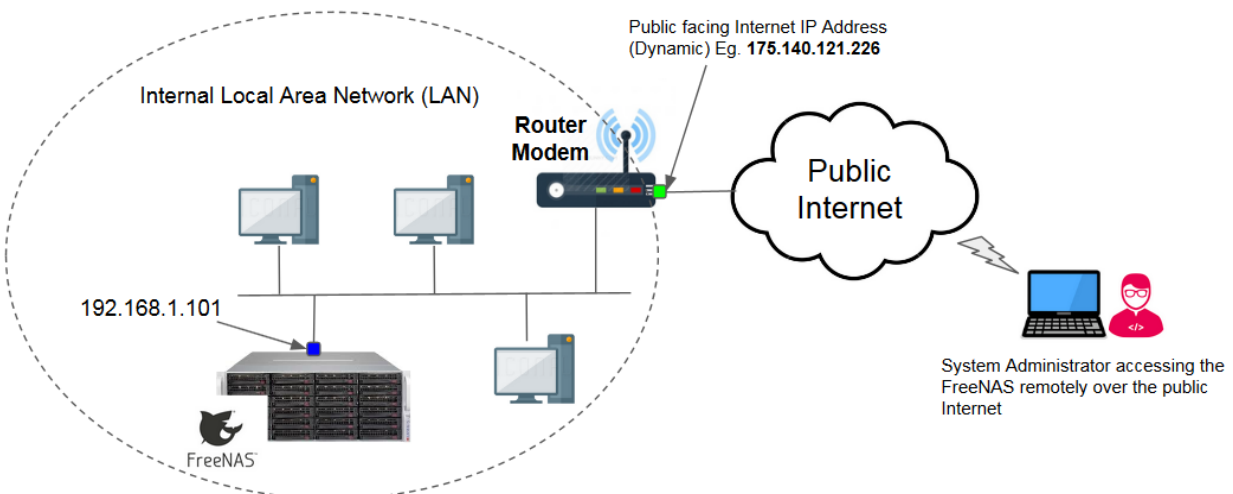 Public facing Internet IP Address
(Dynamic) Eg. 175.140.121.226
Internal Local Area Network (LAN)
Router
Modem
Public
Internet
192.168.1.101
FreeNAS
System Administrator accessing the
FreeNAS remotely over the public
Internet